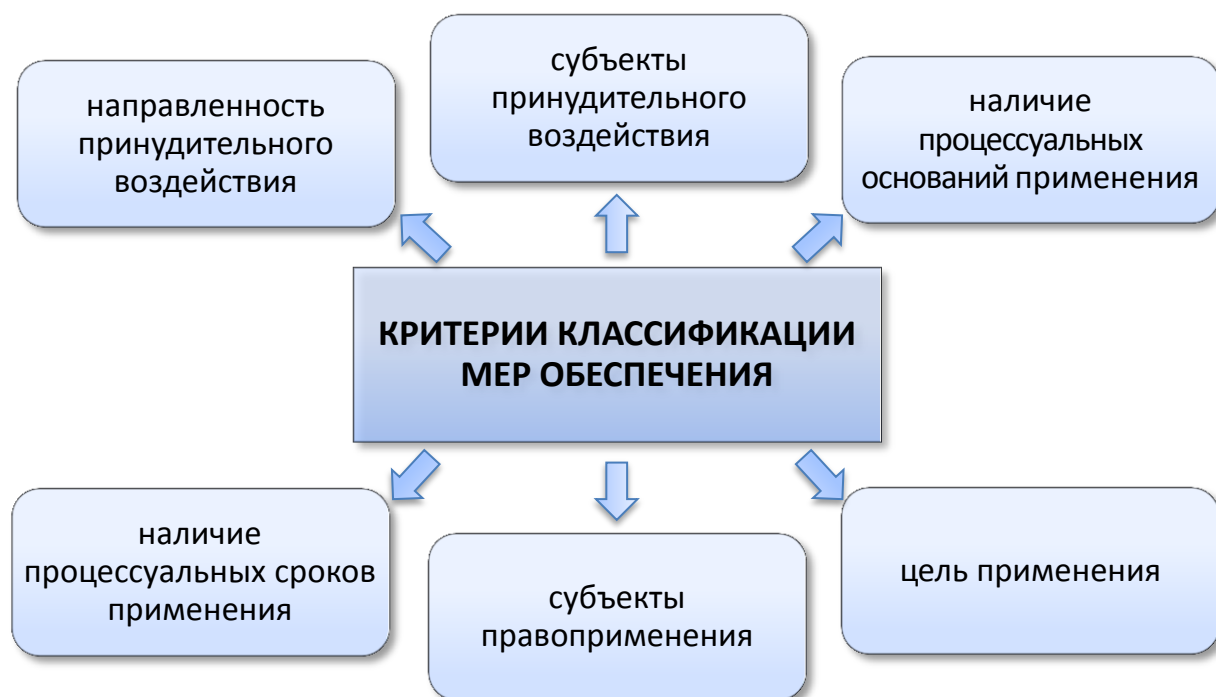 направленность
принудительного
воздействия
субъекты
принудительного
воздействия
наличие
процессуальных
оснований применения
КРИТЕРИИ КЛАССИФИКАЦИИ
МЕР ОБЕСПЕЧЕНИЯ
наличие
процессуальных сроков
применения
субъекты
правоприменения
цель применения